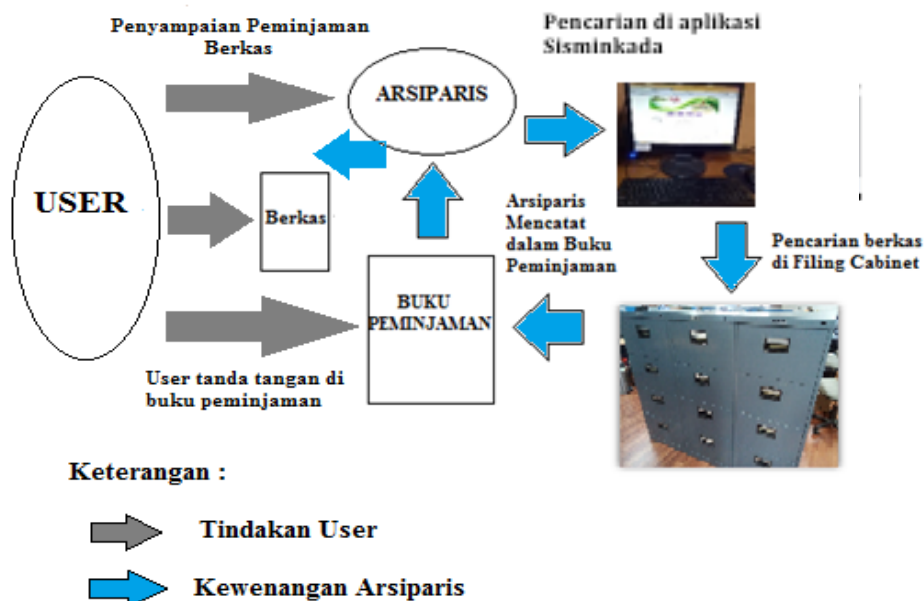 Penyampaian Peminjaman
Berkas
Pencarian di aplikasi
Sisminkada
ARSIPARIS
USER
Berkas
Arsiparis
Mencatat
dalam Buku
Peminjaman
Pencarian berkas
di Filing Cabinet
BUKU
PEMINJAMAN
User tanda tangan di
buku peminjaman
Keterangan :
Tindakan User
Kewenangan Arsiparis